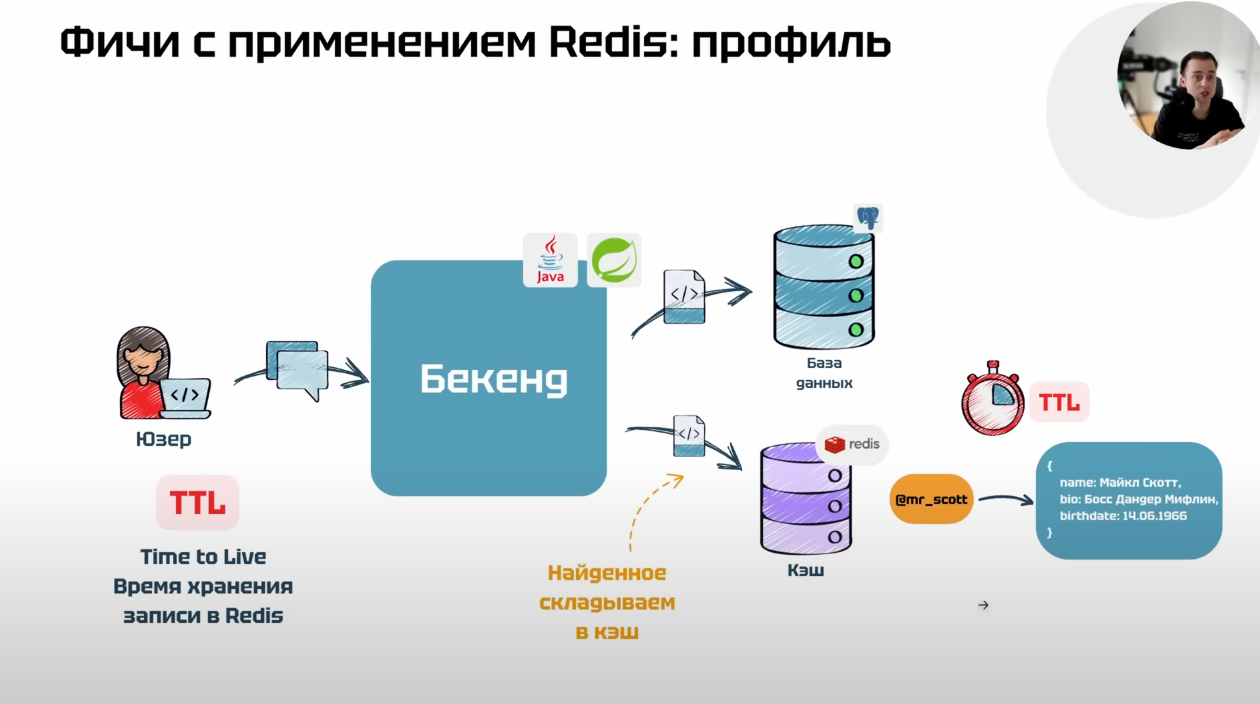 Фичи с применением Redis: профиль
Java
Бекенд
</>
База
данных
TTL
</>
Юзер
</>
redis
{
name: Майкл Скотт,
bio: Босс Дандер Мифлин,
birthdate: 14.06.1966
}
@mr_scott
Кэш
TTL
Time to Live
Время хранения
записи в Redis
Найденное
складываем
в кэш